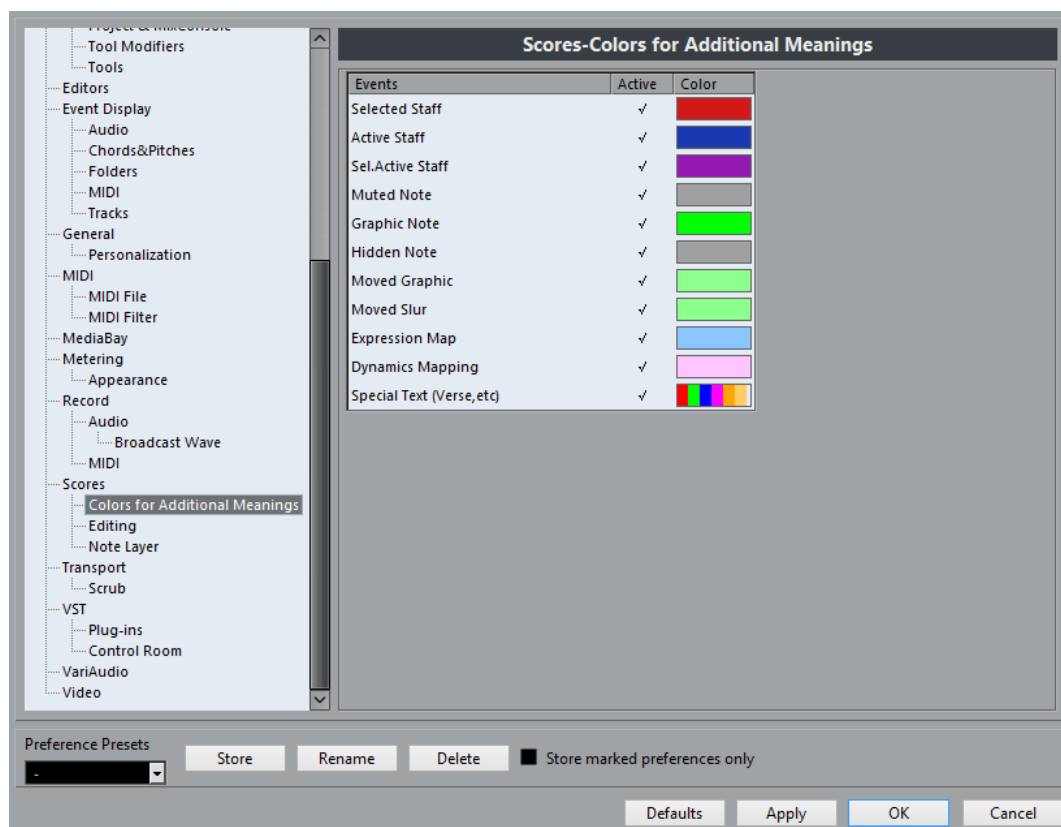 Tool Modifiers
Tools
Editors
Event Display
Audio
Chords&Pitches
Folders
MIDI
Tracks
General
Personalization
MIDI
MIDI File
MIDI Filter
MediaBay
Metering
Appearance
Record
Audio
Broadcast Wave
MIDI
Scores
Colors for Additional Meanings
Editing
Note Layer
Transport
Scrub
VST
Plug-ins
Control Room
VariAudio
Video
Scores-Colors for Additional Meanings
Events Active Color
Selected Staff √
Active Staff √
Sel.Active Staff √
Muted Note √
Graphic Note √
Hidden Note √
Moved Graphic √
Moved Slur √
Expression Map √
Dynamics Mapping √
Special Text (Verse,etc) √
Preference Presets
-
Store Rename Delete Store marked preferences only
Defaults Apply OK Cancel